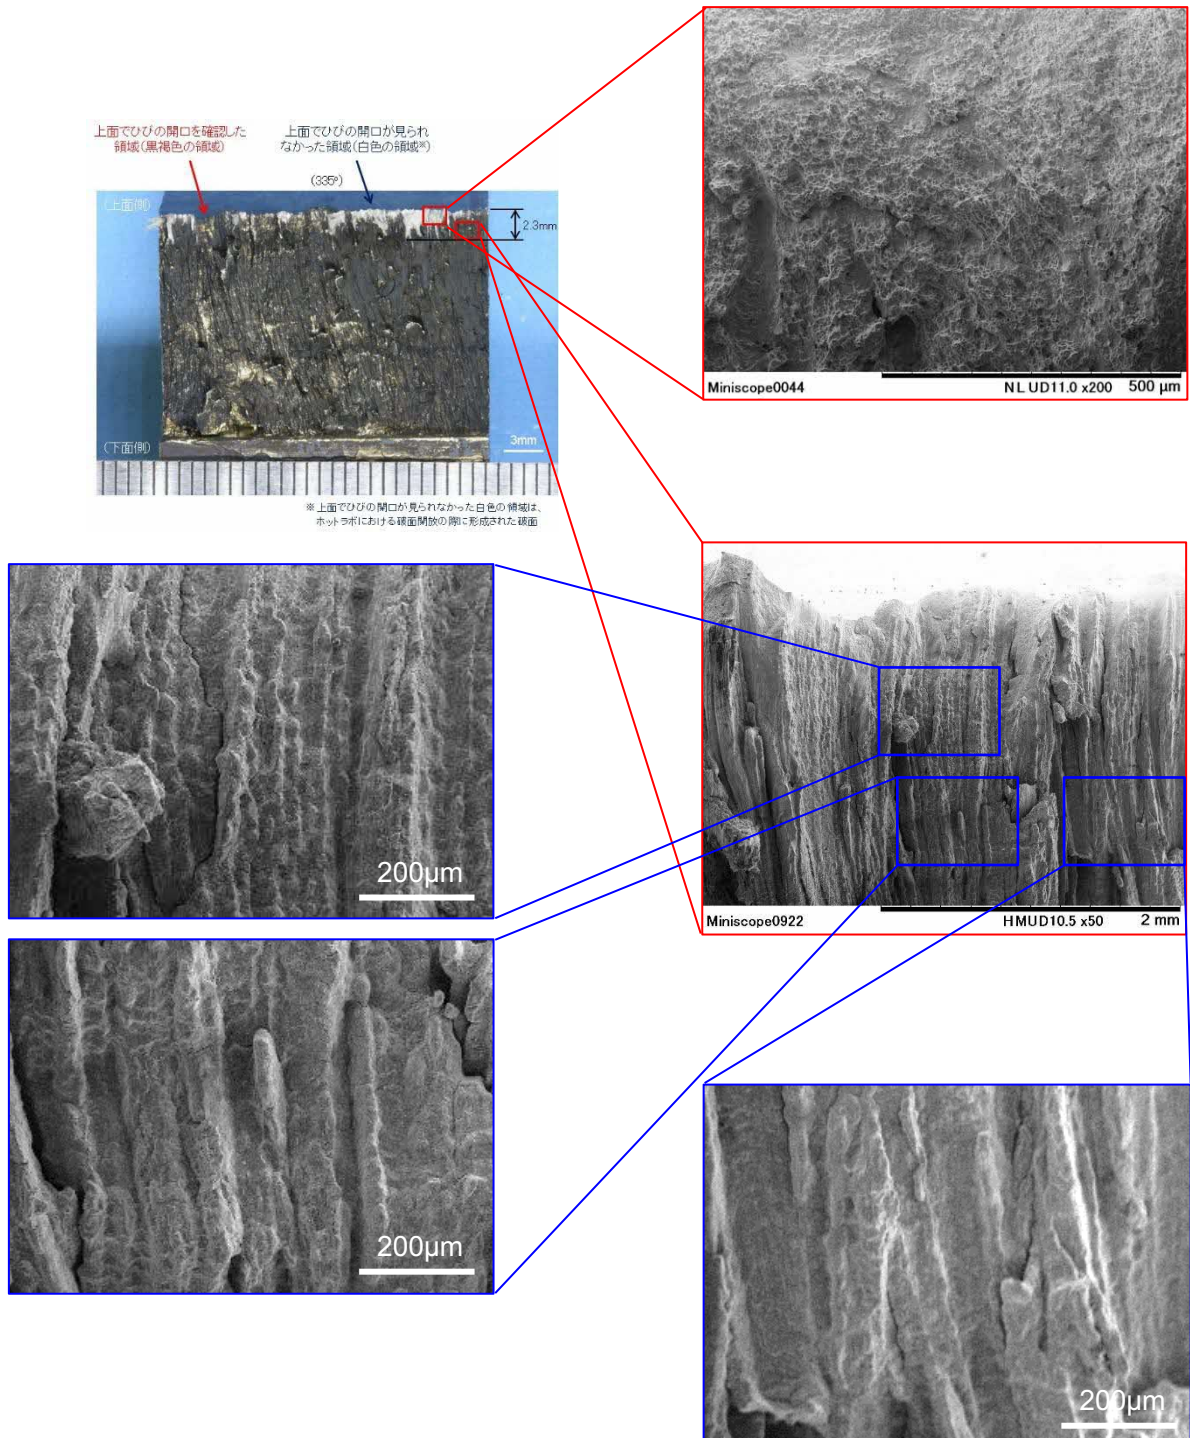 上面でひびの開口を確認した
領域(黒褐色の領域)
上面でひびの開口が見られ
なかった領域(白色の領域※)
(335°)
(上面側)
2.3mm
(下面側)
3mm
※上面でひびの開口が見られなかった白色の領域は、
ホットラボにおける破面開放の際に形成された破面
Miniscope0044
NL UD11.0 x200
500 µm
200µm
Miniscope0922
HMUD10.5 x50
2 mm
200µm
200µm